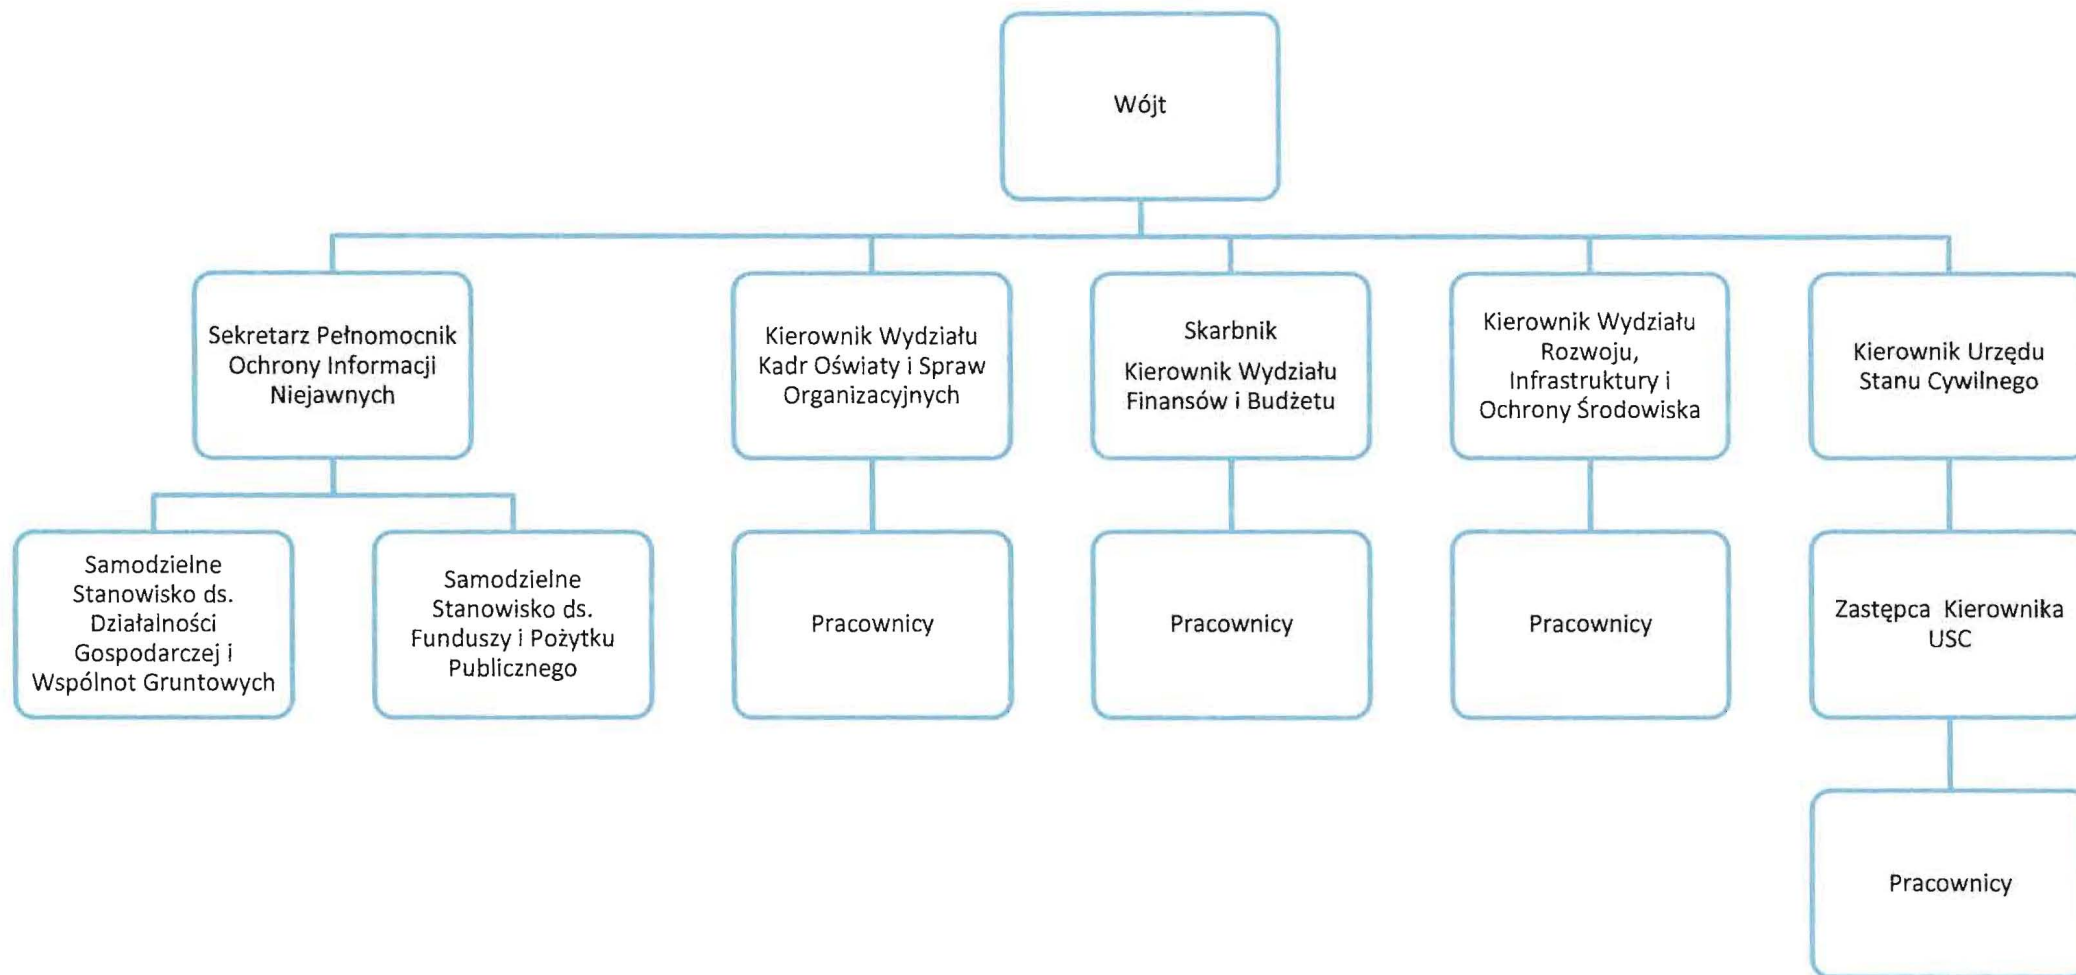 Wójt
Sekretarz Pełnomocnik
Ochrony Informacji
Niejawnych
Kierownik Wydziału
Kadr Oświaty i Spraw
Organizacyjnych
Skarbnik
Kierownik Wydziału
Finansów i Budżetu
Kierownik Wydziału
Rozwoju,
Infrastruktury i
Ochrony Środowiska
Kierownik Urzędu
Stanu Cywilnego
Samodzielne
Stanowisko ds.
Działalności
Gospodarczej i
Wspólnot Gruntowych
Samodzielne
Stanowisko ds.
Funduszy i Pożytku
Publicznego
Pracownicy
Pracownicy
Pracownicy
Zastępca Kierownika
USC
Pracownicy